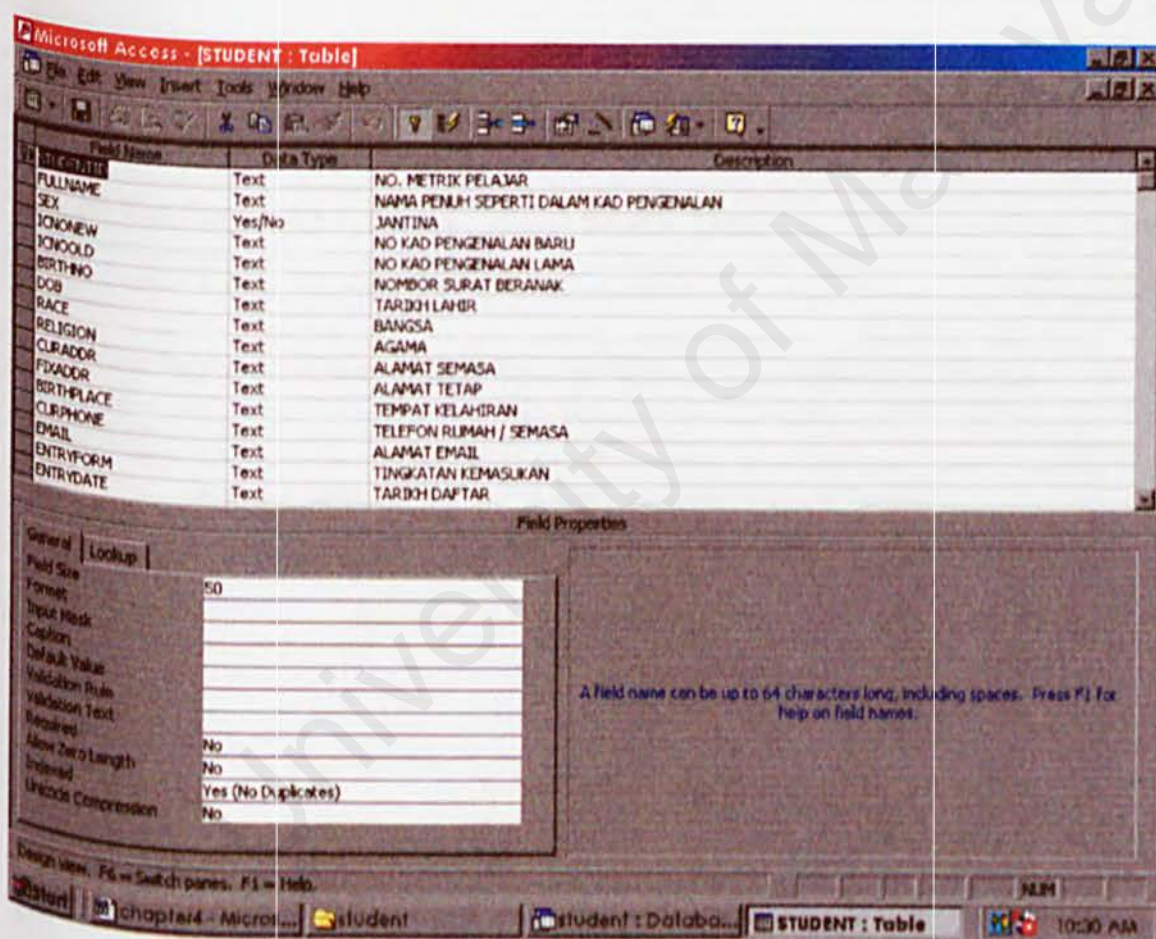 Microsoft Access - [STUDENT : Table]
File Edit View Insert Tools Window Help
Field Name Data Type Description
Text NO. METRIK PELAJAR
FULLNAME Text NAMA PENUH SEPERTI DALAM KAD PENGENALAN
SEX Yes/No JANTINA
ICNONEW Text NO KAD PENGENALAN BARU
ICNOOLD Text NO KAD PENGENALAN LAMA
BIRTHNO Text NOMBOR SURAT BERANAK
DOB Text TARIKH LAHIR
RACE Text BANGSA
RELIGION Text AGAMA
CURADDR Text ALAMAT SEMASA
FIXADDR Text ALAMAT TETAP
BIRTHPLACE Text TEMPAT KELAHIRAN
CURPHONE Text TELEFON RUMAH / SEMASA
EMAIL Text ALAMAT EMAIL
ENTRYFORM Text TINGKATAN KEMASUKAN
ENTRYDATE Text TARIKH DAFTAR
Field Properties
General Lookup
Field Size 50
Format
Input Mask
Caption
Default Value
Validation Rule
Validation Text
Required No
Allow Zero Length No
Indexed Yes (No Duplicates)
Unicode Compression No
A field name can be up to 64 characters long, including spaces. Press F1 for
help on field names.
Design view. F6 = Switch panes. F1 = Help. NUM
Start chapter4 - Micros... student student : Databa... STUDENT : Table 10:30 AM
University of Malaya